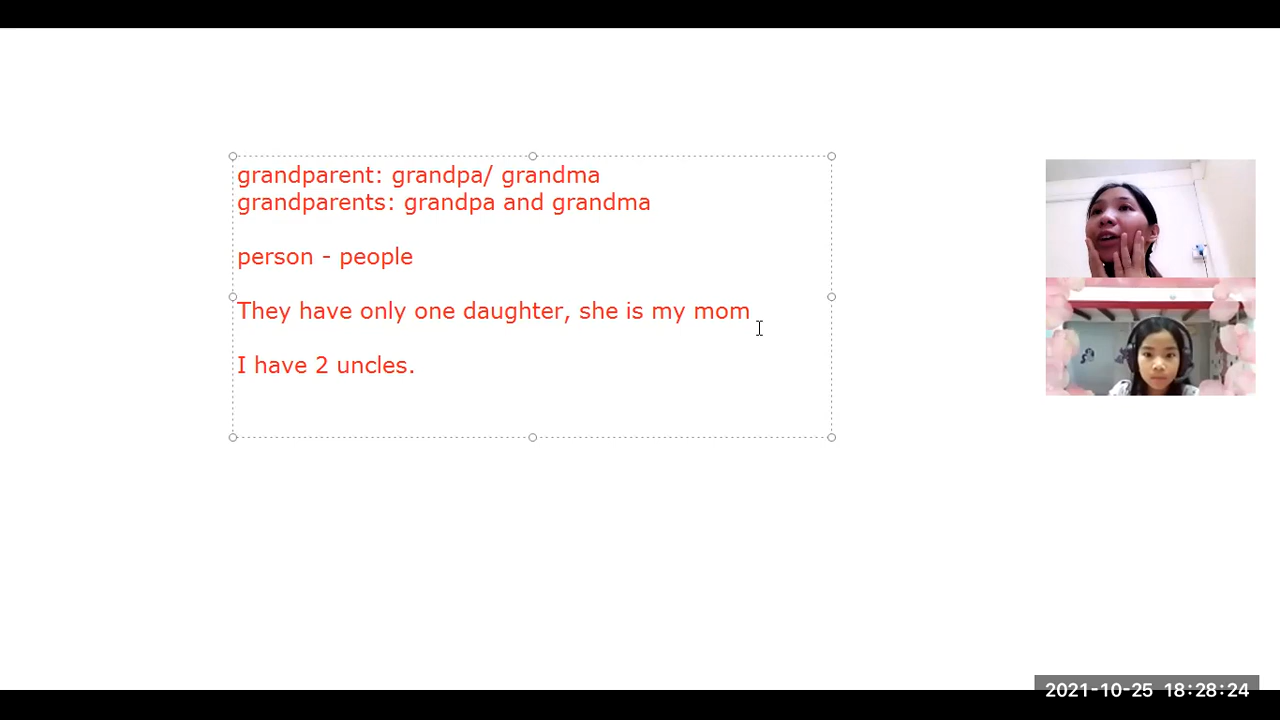 grandparent: grandpa/ grandma
grandparents: grandpa and grandma
person - people
They have only one daughter, she is my mom
I have 2 uncles.
2021-10-25 18:28:24